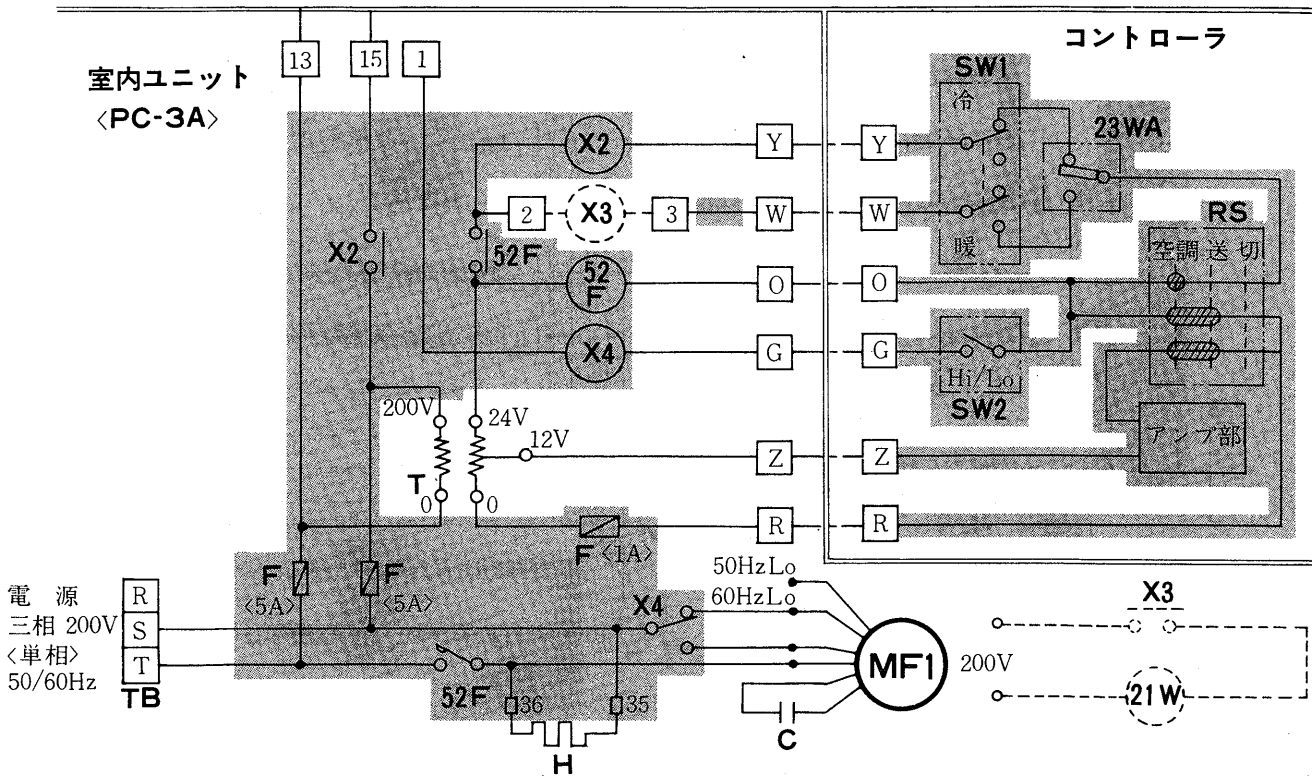 コントローラ
室内ユニット
〈PC-3A〉
13
15
1
SW1
冷
暖
23WA
X2
Y
Y
2
X3
3
W
W
RS
空調 送 切
X2
52F
52
F
O
O
X4
G
G
Hi/Lo
SW2
200V
24V
12V
T
0
0
Z
Z
アンプ部
F〈1A〉
R
R
電源
三相 200V
〈単相〉
50/60Hz
R
S
T
TB
F
〈5A〉
F
〈5A〉
X4
50HzLo
60HzLo
MF1
200V
X3
21W
52F
36
35
H
C